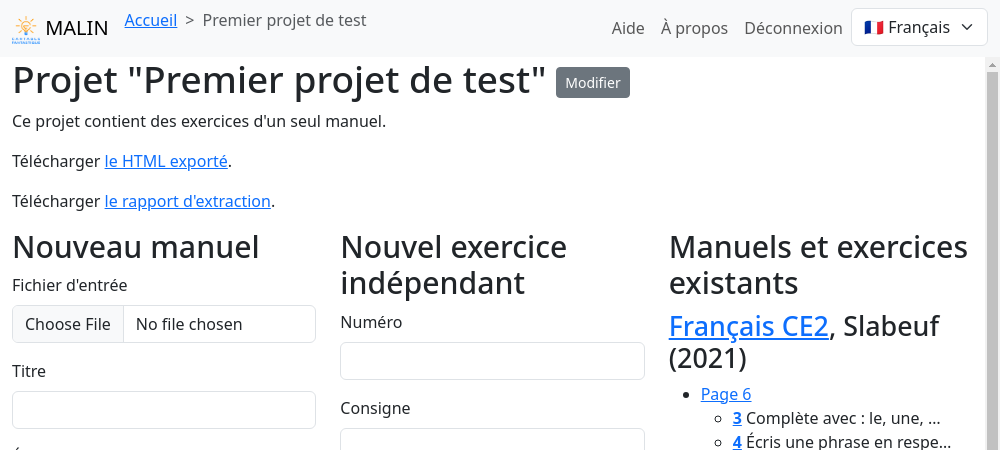 MALIN
Accueil > Premier projet de test
Aide
À propos
Déconnexion
Français
Projet "Premier projet de test"
Modifier
Ce projet contient des exercices d'un seul manuel.
Télécharger le HTML exporté.
Télécharger le rapport d'extraction.
Nouveau manuel
Fichier d'entrée
Choose File
No file chosen
Titre
Nouvel exercice
indépendant
Numéro
Consigne
Manuels et exercices
existants
Français CE2, Slabeuf
(2021)
Page 6
3 Complète avec : le, une, ...
4 Écris une phrase en respe...